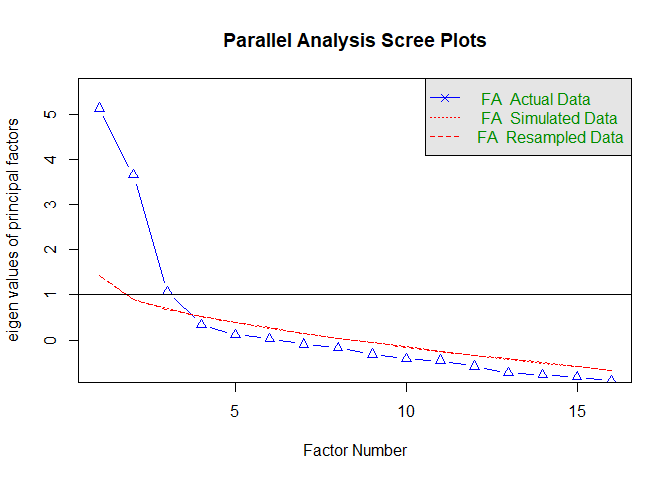 Parallel Analysis Scree Plots
FA  Actual Data
FA  Simulated Data
FA  Resampled Data
eigen values of principal factors
5
4
3
2
1
0
5
10
15
Factor Number